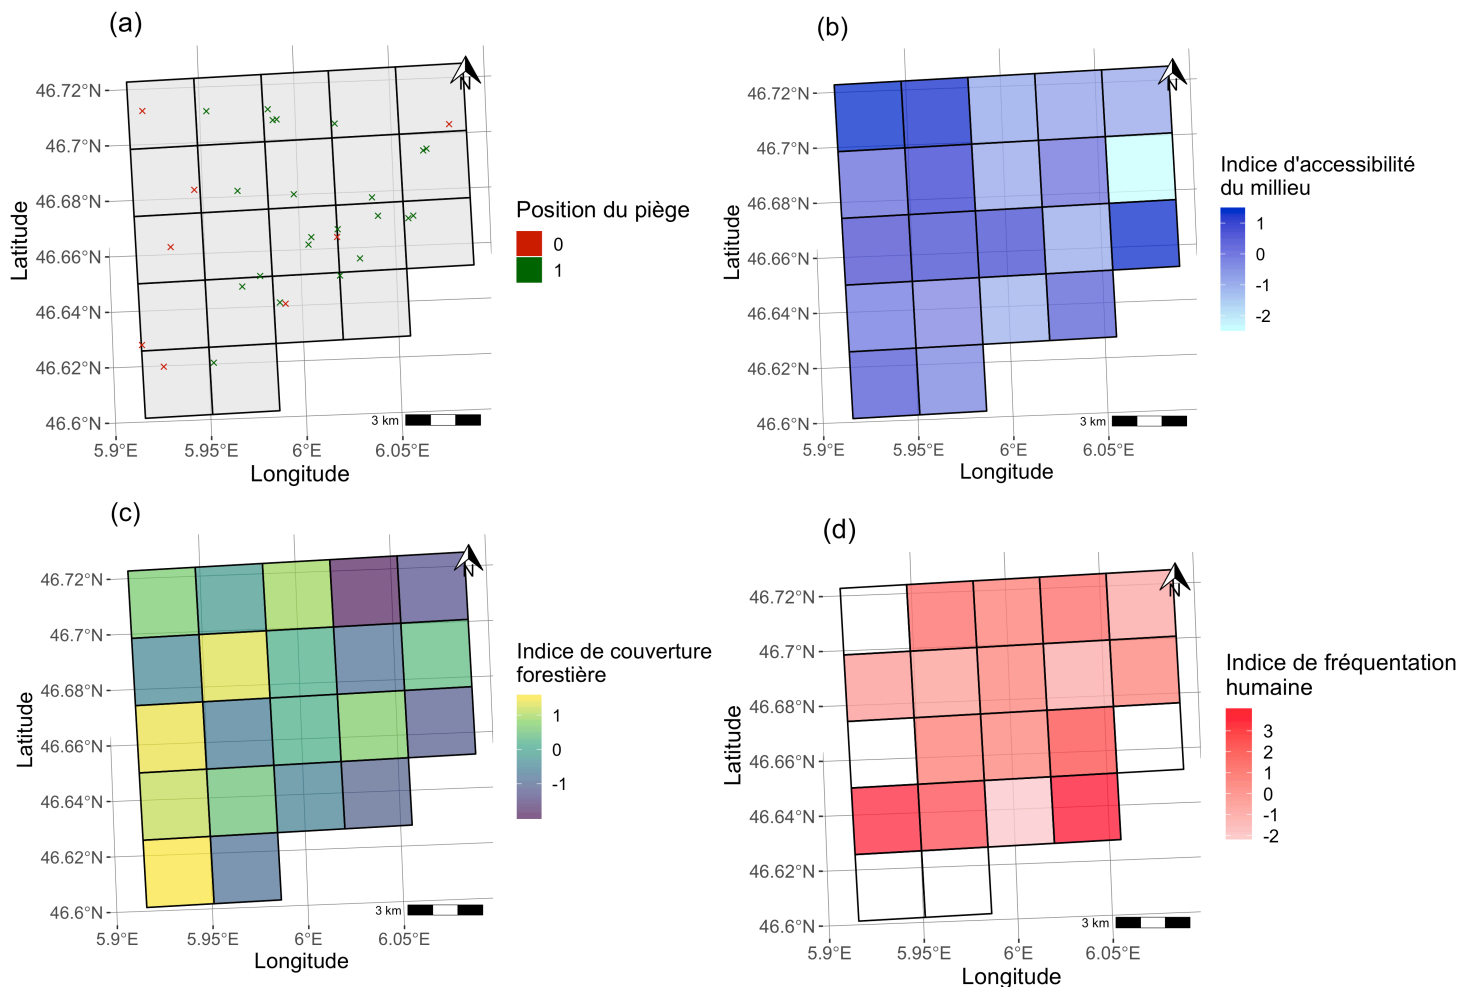 (a)
46.72°N
46.7°N
46.68°N
46.66°N
46.64°N
46.62°N
46.6°N
5.9°E
5.95°E
6°E
6.05°E
Latitude
Longitude
N
3 km
Position du piège
0
1
(b)
46.72°N
46.7°N
46.68°N
46.66°N
46.64°N
46.62°N
46.6°N
5.9°E
5.95°E
6°E
6.05°E
Latitude
Longitude
N
3 km
Indice d'accessibilité
du millieu
1
0
-1
-2
(c)
46.72°N
46.7°N
46.68°N
46.66°N
46.64°N
46.62°N
46.6°N
5.9°E
5.95°E
6°E
6.05°E
Latitude
Longitude
N
3 km
Indice de couverture
forestière
1
0
-1
(d)
46.72°N
46.7°N
46.68°N
46.66°N
46.64°N
46.62°N
46.6°N
5.9°E
5.95°E
6°E
6.05°E
Latitude
Longitude
N
3 km
Indice de fréquentation
humaine
3
2
1
0
-1
-2